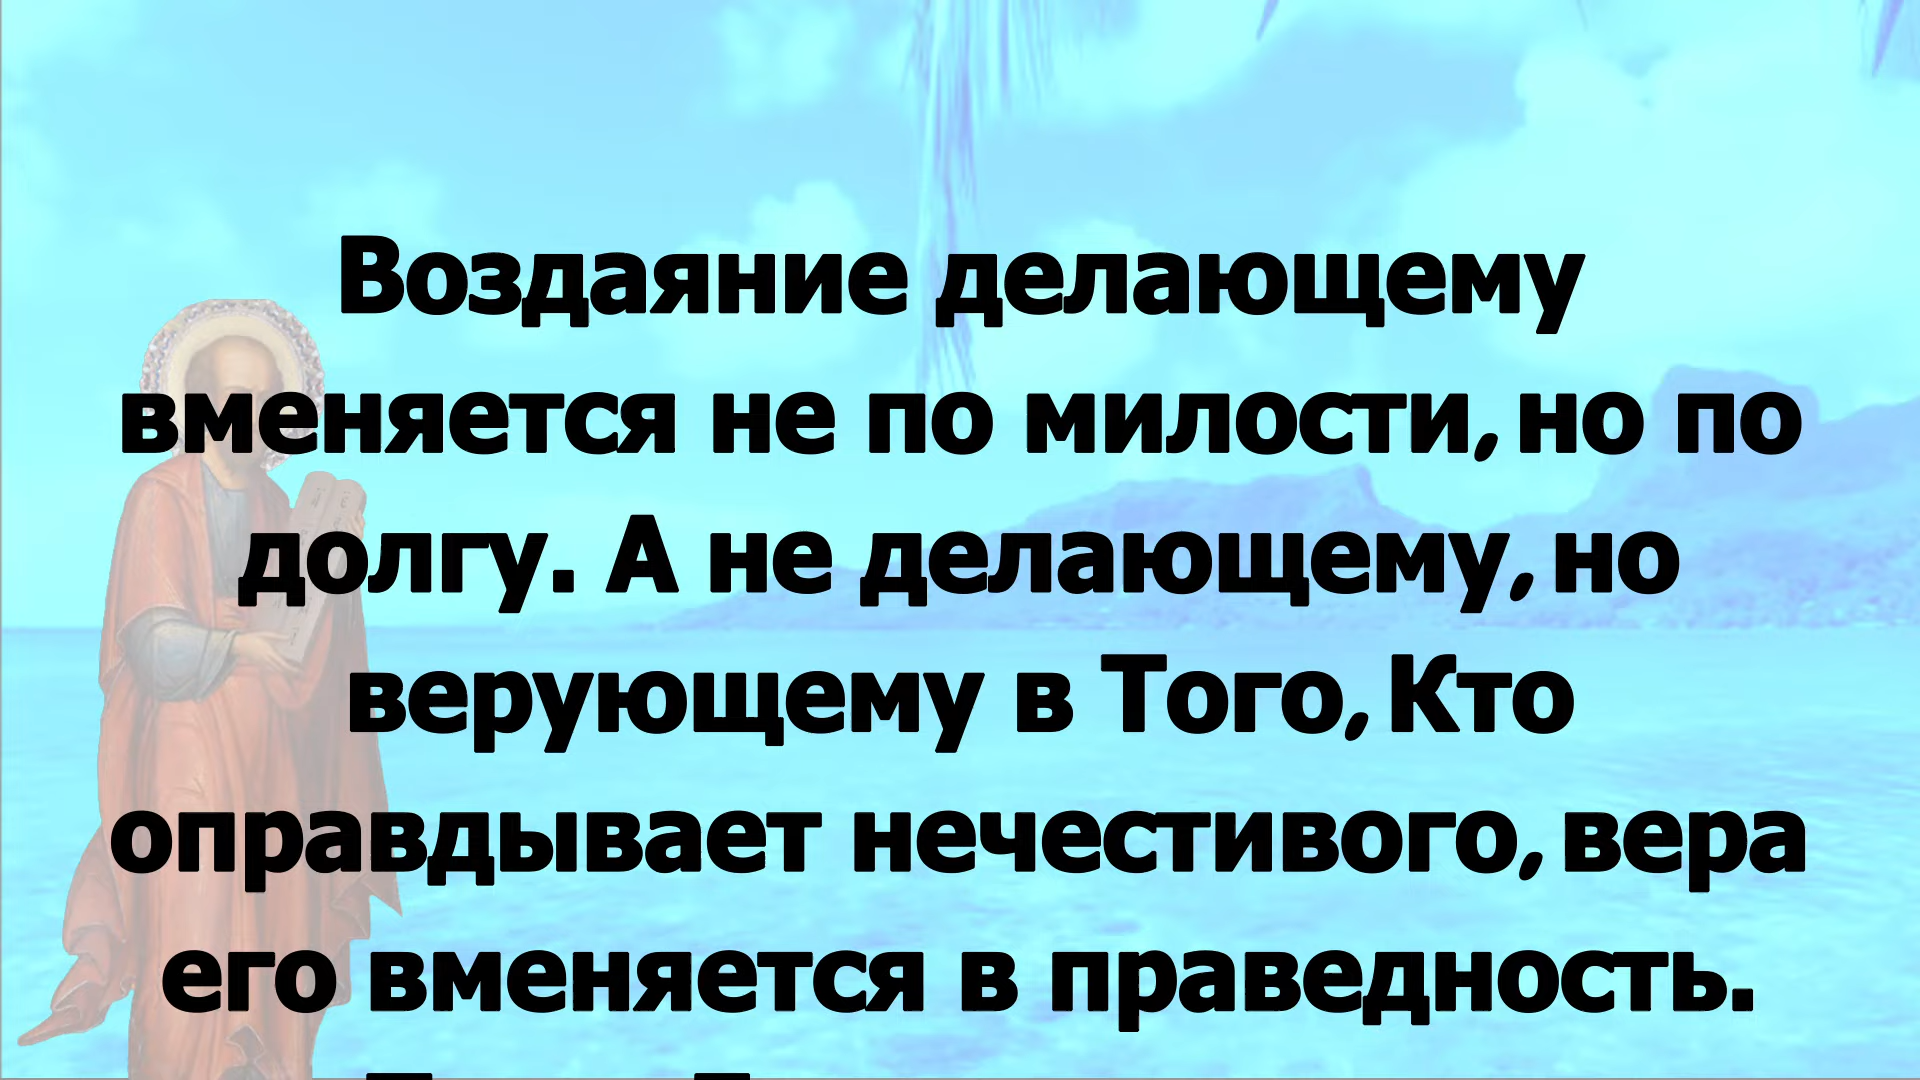 Воздаяние делающему
вменяется не по милости, но по
долгу. А не делающему, но
верующему в Того, Кто
оправдывает нечестивого, вера
его вменяется в праведность.